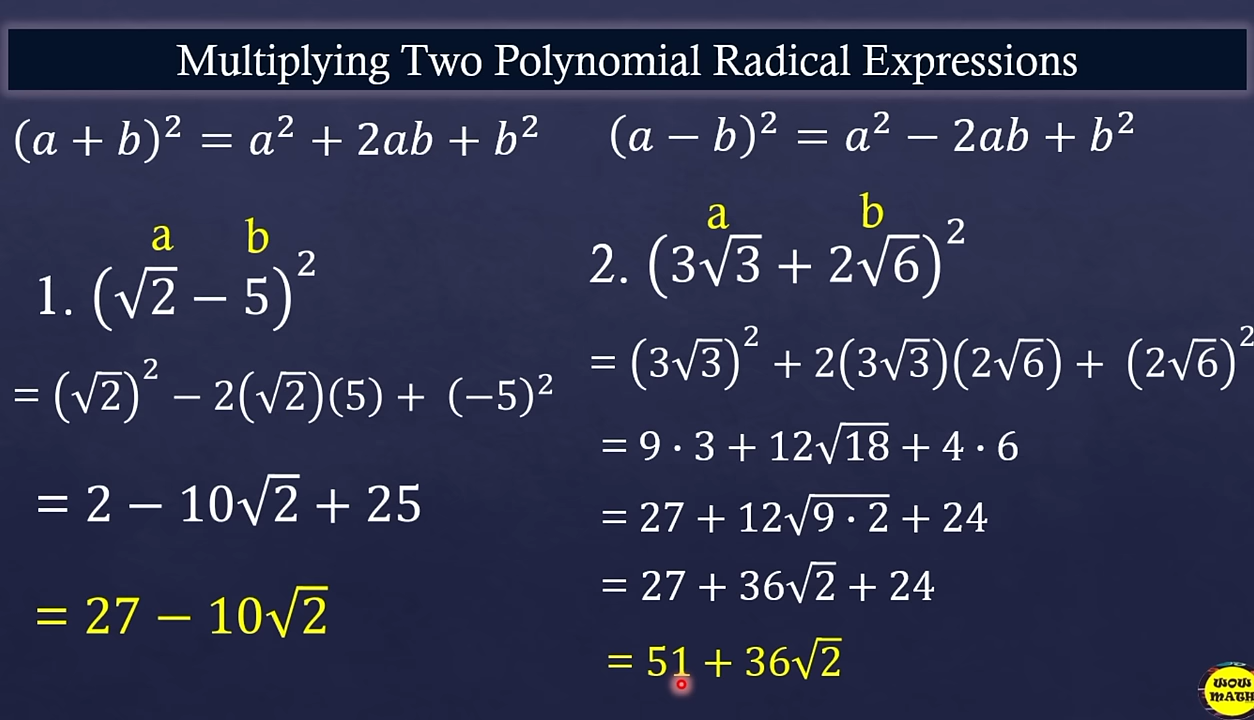 Multiplying Two Polynomial Radical Expressions
(a + b)² = a² + 2ab + b²
(a − b)² = a² − 2ab + b²
a b
1. (√2 − 5)²
= (√2)² − 2(√2)(5) + (−5)²
= 2 − 10√2 + 25
= 27 − 10√2
a b
2. (3√3 + 2√6)²
= (3√3)² + 2(3√3)(2√6) + (2√6)²
= 9 · 3 + 12√18 + 4 · 6
= 27 + 12√(9 · 2) + 24
= 27 + 36√2 + 24
= 51 + 36√2
WOW
MATH